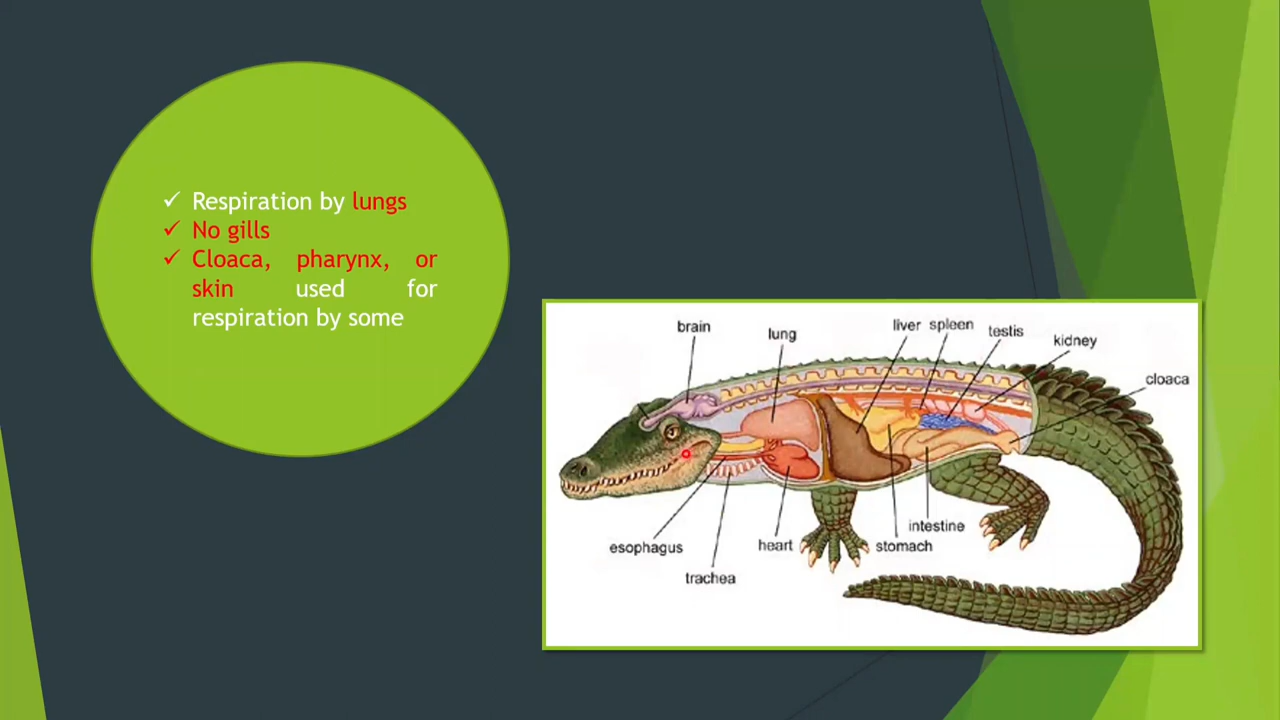 ✓ Respiration by lungs
✓ No gills
✓ Cloaca, pharynx, or
skin used for
respiration by some
brain
lung
liver
spleen
testis
kidney
cloaca
esophagus
trachea
heart
stomach
intestine